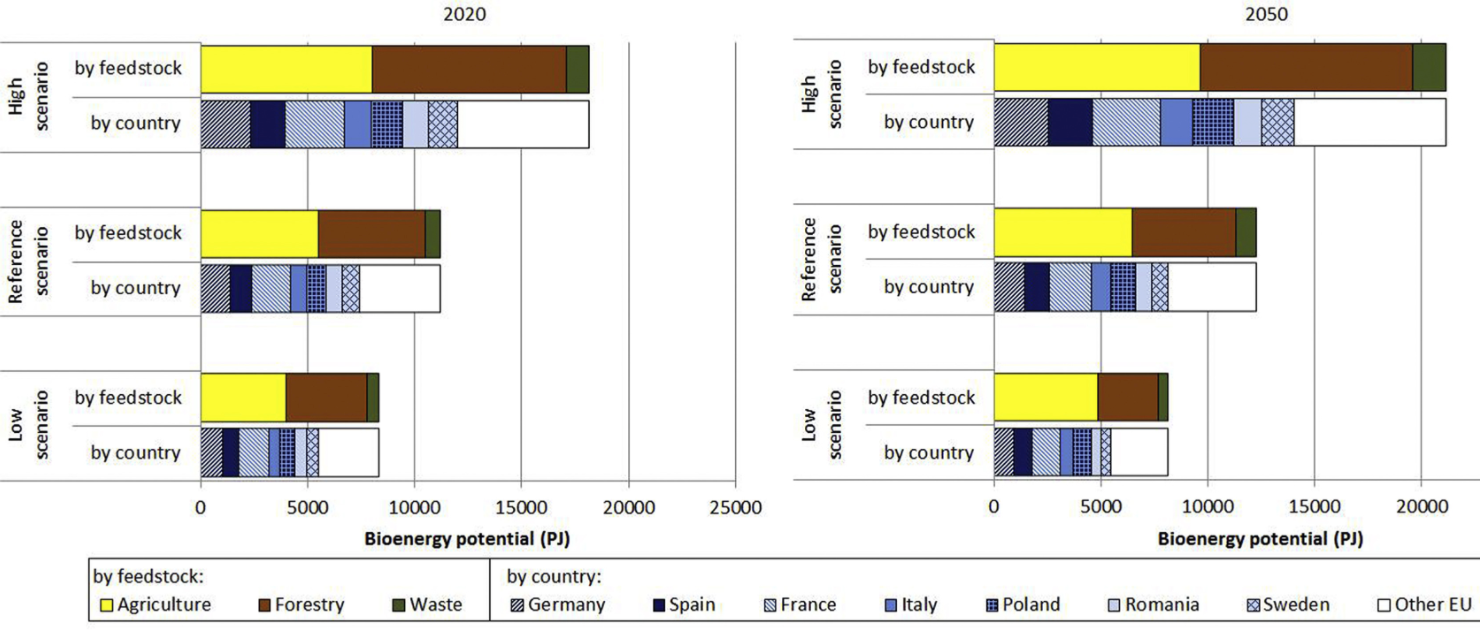 2020
High
scenario
by feedstock
by country
Reference
scenario
by feedstock
by country
Low
scenario
by feedstock
by country
0 5000 10000 15000 20000 25000
Bioenergy potential (PJ)
2050
High
scenario
by feedstock
by country
Reference
scenario
by feedstock
by country
Low
scenario
by feedstock
by country
0 5000 10000 15000 20000
Bioenergy potential (PJ)
by feedstock:
Agriculture Forestry Waste
by country:
Germany Spain France Italy Poland Romania Sweden Other EU